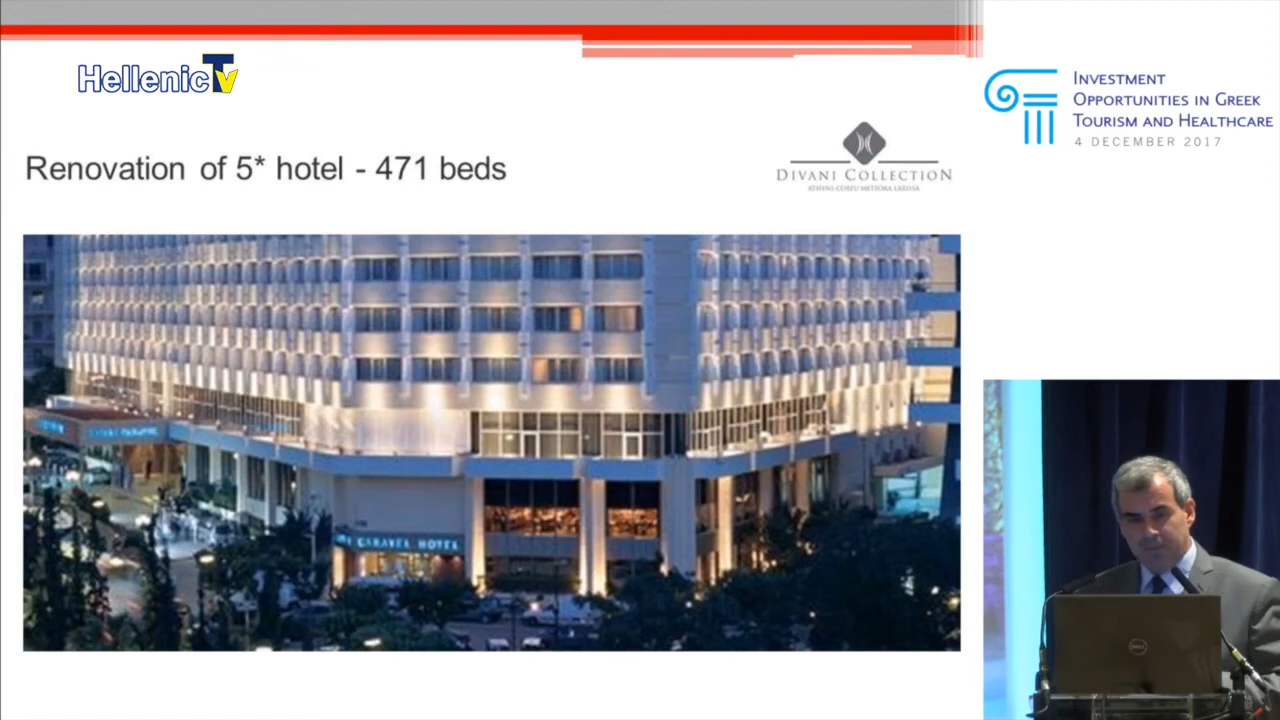 HellenicTv
INVESTMENT
OPPORTUNITIES IN GREEK
TOURISM AND HEALTHCARE
4 DECEMBER 2017
Renovation of 5* hotel - 471 beds
DIVANI COLLECTION
ATHENS CORFU METEORA LARISSA
CARAVEL HOTEL
DELL